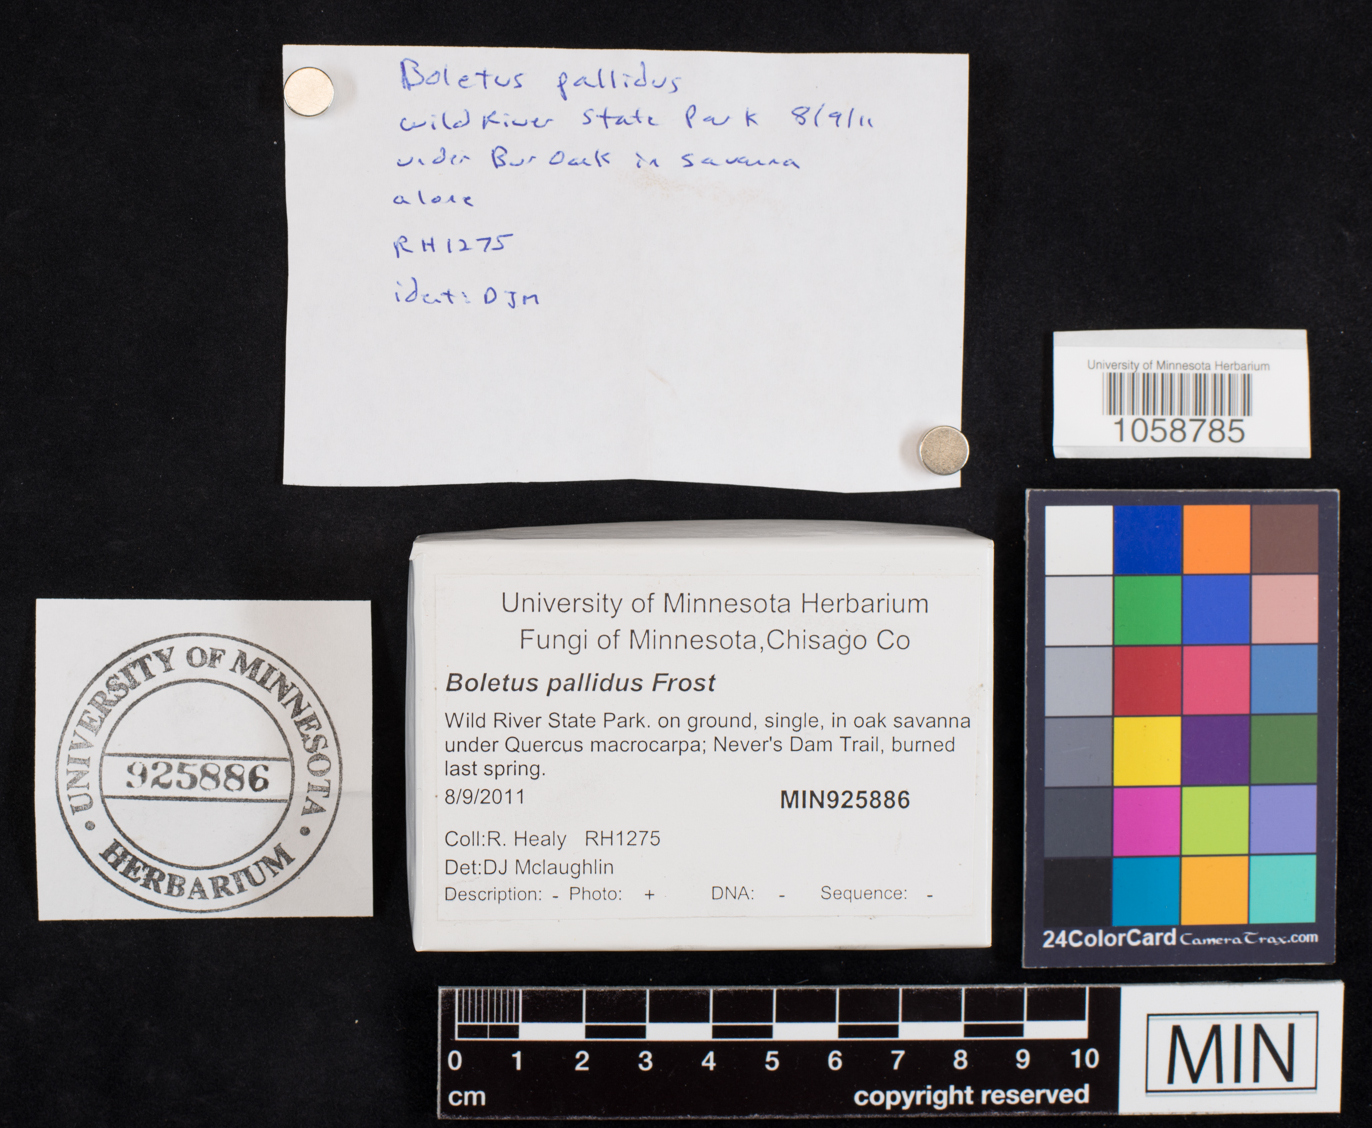 Boletus pallidus
wild River State Park 8/9/11
under Bur Oak in savanna
alone
RH1275
ident: DJM
University of Minnesota Herbarium
1058785
University of Minnesota Herbarium
Fungi of Minnesota,Chisago Co
Boletus pallidus Frost
Wild River State Park. on ground, single, in oak savanna
under Quercus macrocarpa; Never's Dam Trail, burned
last spring.
8/9/2011 MIN925886
Coll:R. Healy RH1275
Det:DJ Mclaughlin
Description: - Photo: + DNA: - Sequence: -
UNIVERSITY OF MINNESOTA
925886
HERBARIUM
24ColorCard CameraTrax.com
0 1 2 3 4 5 6 7 8 9 10
cm copyright reserved
MIN